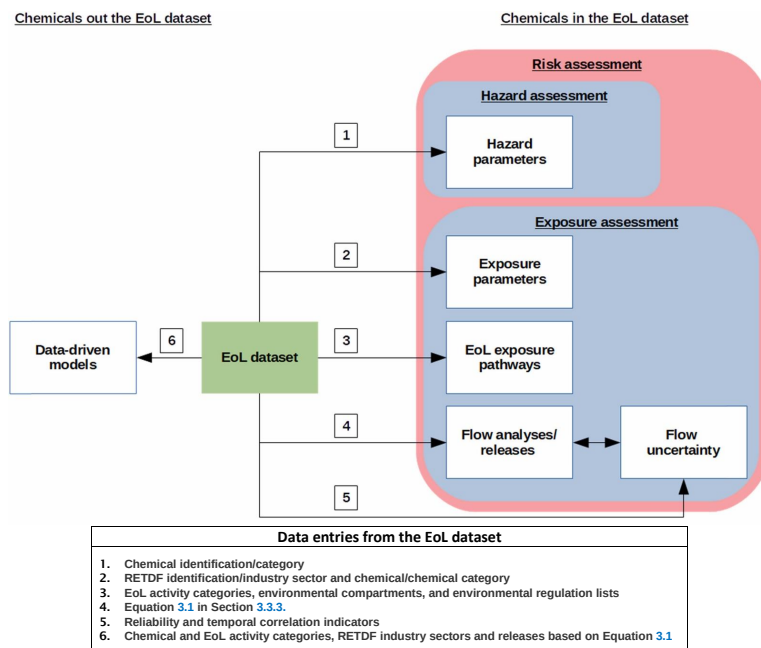 Chemicals out the EoL dataset
Chemicals in the EoL dataset
Risk assessment
Hazard assessment
1
Hazard
parameters
Exposure assessment
2
Exposure
parameters
6
3
Data-driven
models
EoL dataset
EoL exposure
pathways
4
Flow analyses/
releases
Flow
uncertainty
5
Data entries from the EoL dataset
1. Chemical identification/category
2. RETDF identification/industry sector and chemical/chemical category
3. EoL activity categories, environmental compartments, and environmental regulation lists
4. Equation 3.1 in Section 3.3.3.
5. Reliability and temporal correlation indicators
6. Chemical and EoL activity categories, RETDF industry sectors and releases based on Equation 3.1